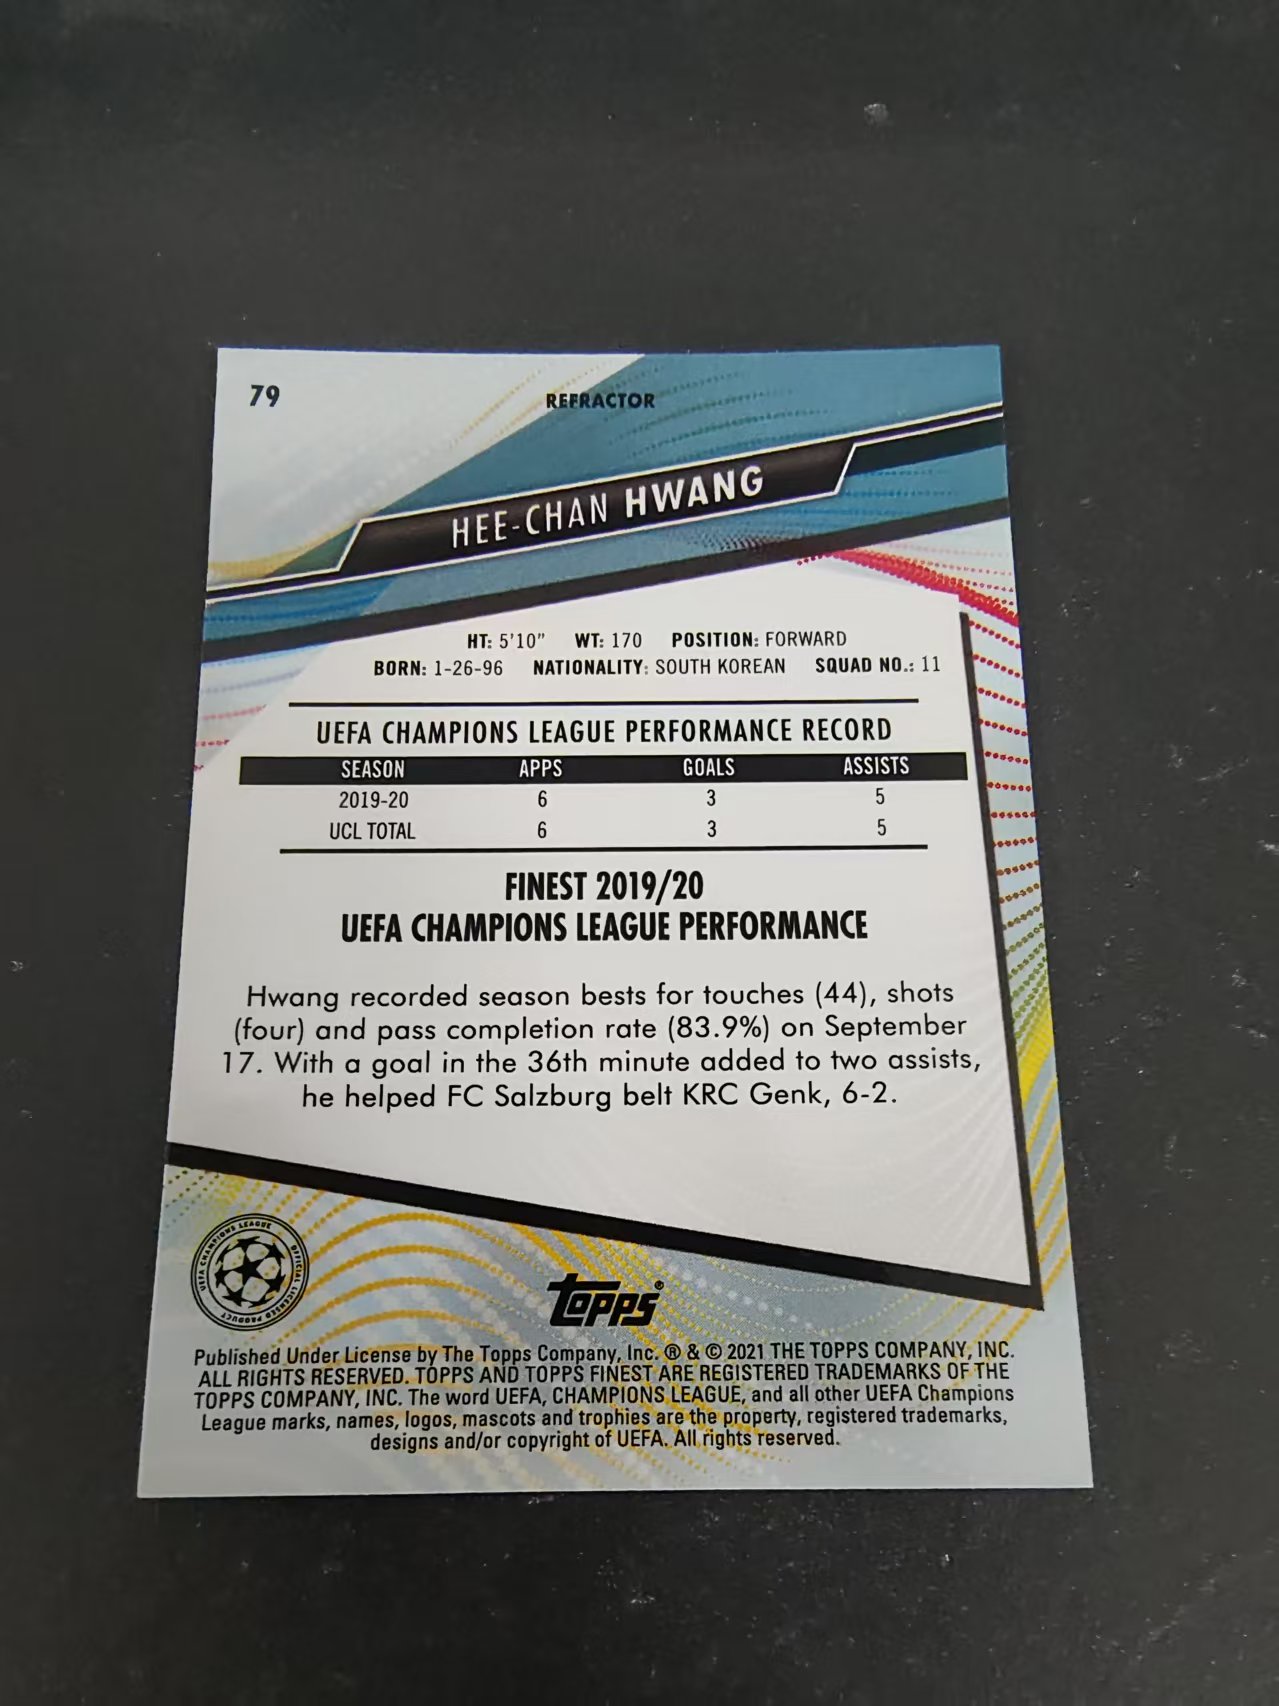 79
REFRACTOR
HEE-CHAN HWANG
HT: 5'10" WT: 170 POSITION: FORWARD
BORN: 1-26-96 NATIONALITY: SOUTH KOREAN SQUAD NO.: 11
UEFA CHAMPIONS LEAGUE PERFORMANCE RECORD
SEASON APPS GOALS ASSISTS
2019-20 6 3 5
UCL TOTAL 6 3 5
FINEST 2019/20
UEFA CHAMPIONS LEAGUE PERFORMANCE
Hwang recorded season bests for touches (44), shots
(four) and pass completion rate (83.9%) on September
17. With a goal in the 36th minute added to two assists,
he helped FC Salzburg belt KRC Genk, 6-2.
UEFA CHAMPIONS LEAGUE OFFICIAL LICENSED PRODUCT
Topps®
Published Under License by The Topps Company, Inc. ® & © 2021 THE TOPPS COMPANY, INC.
ALL RIGHTS RESERVED. TOPPS AND TOPPS FINEST ARE REGISTERED TRADEMARKS OF THE
TOPPS COMPANY, INC. The word UEFA, CHAMPIONS LEAGUE, and all other UEFA Champions
League marks, names, logos, mascots and trophies are the property, registered trademarks,
designs and/or copyright of UEFA. All rights reserved.